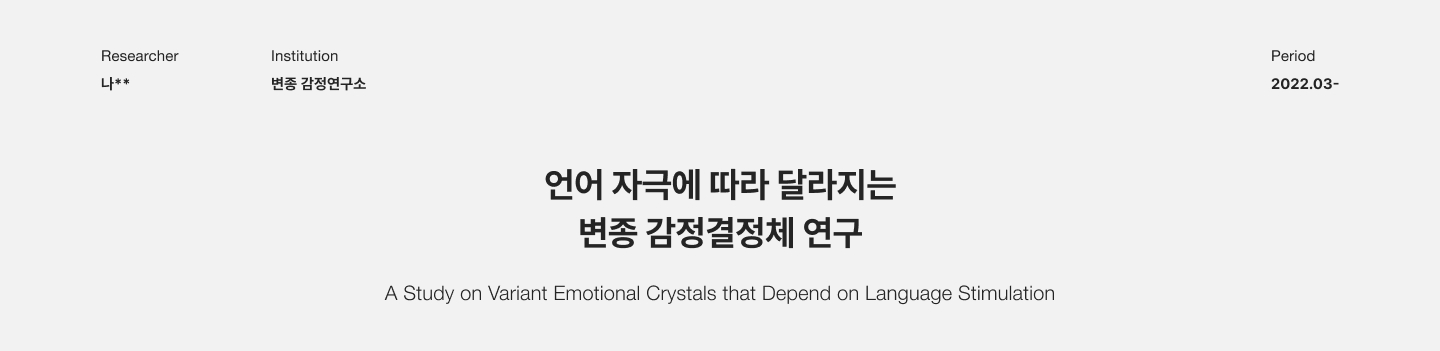 Researcher
Institution
Period
나**
변종 감정연구소
2022.03-
언어 자극에 따라 달라지는
변종 감정결정체 연구
A Study on Variant Emotional Crystals that Depend on Language Stimulation